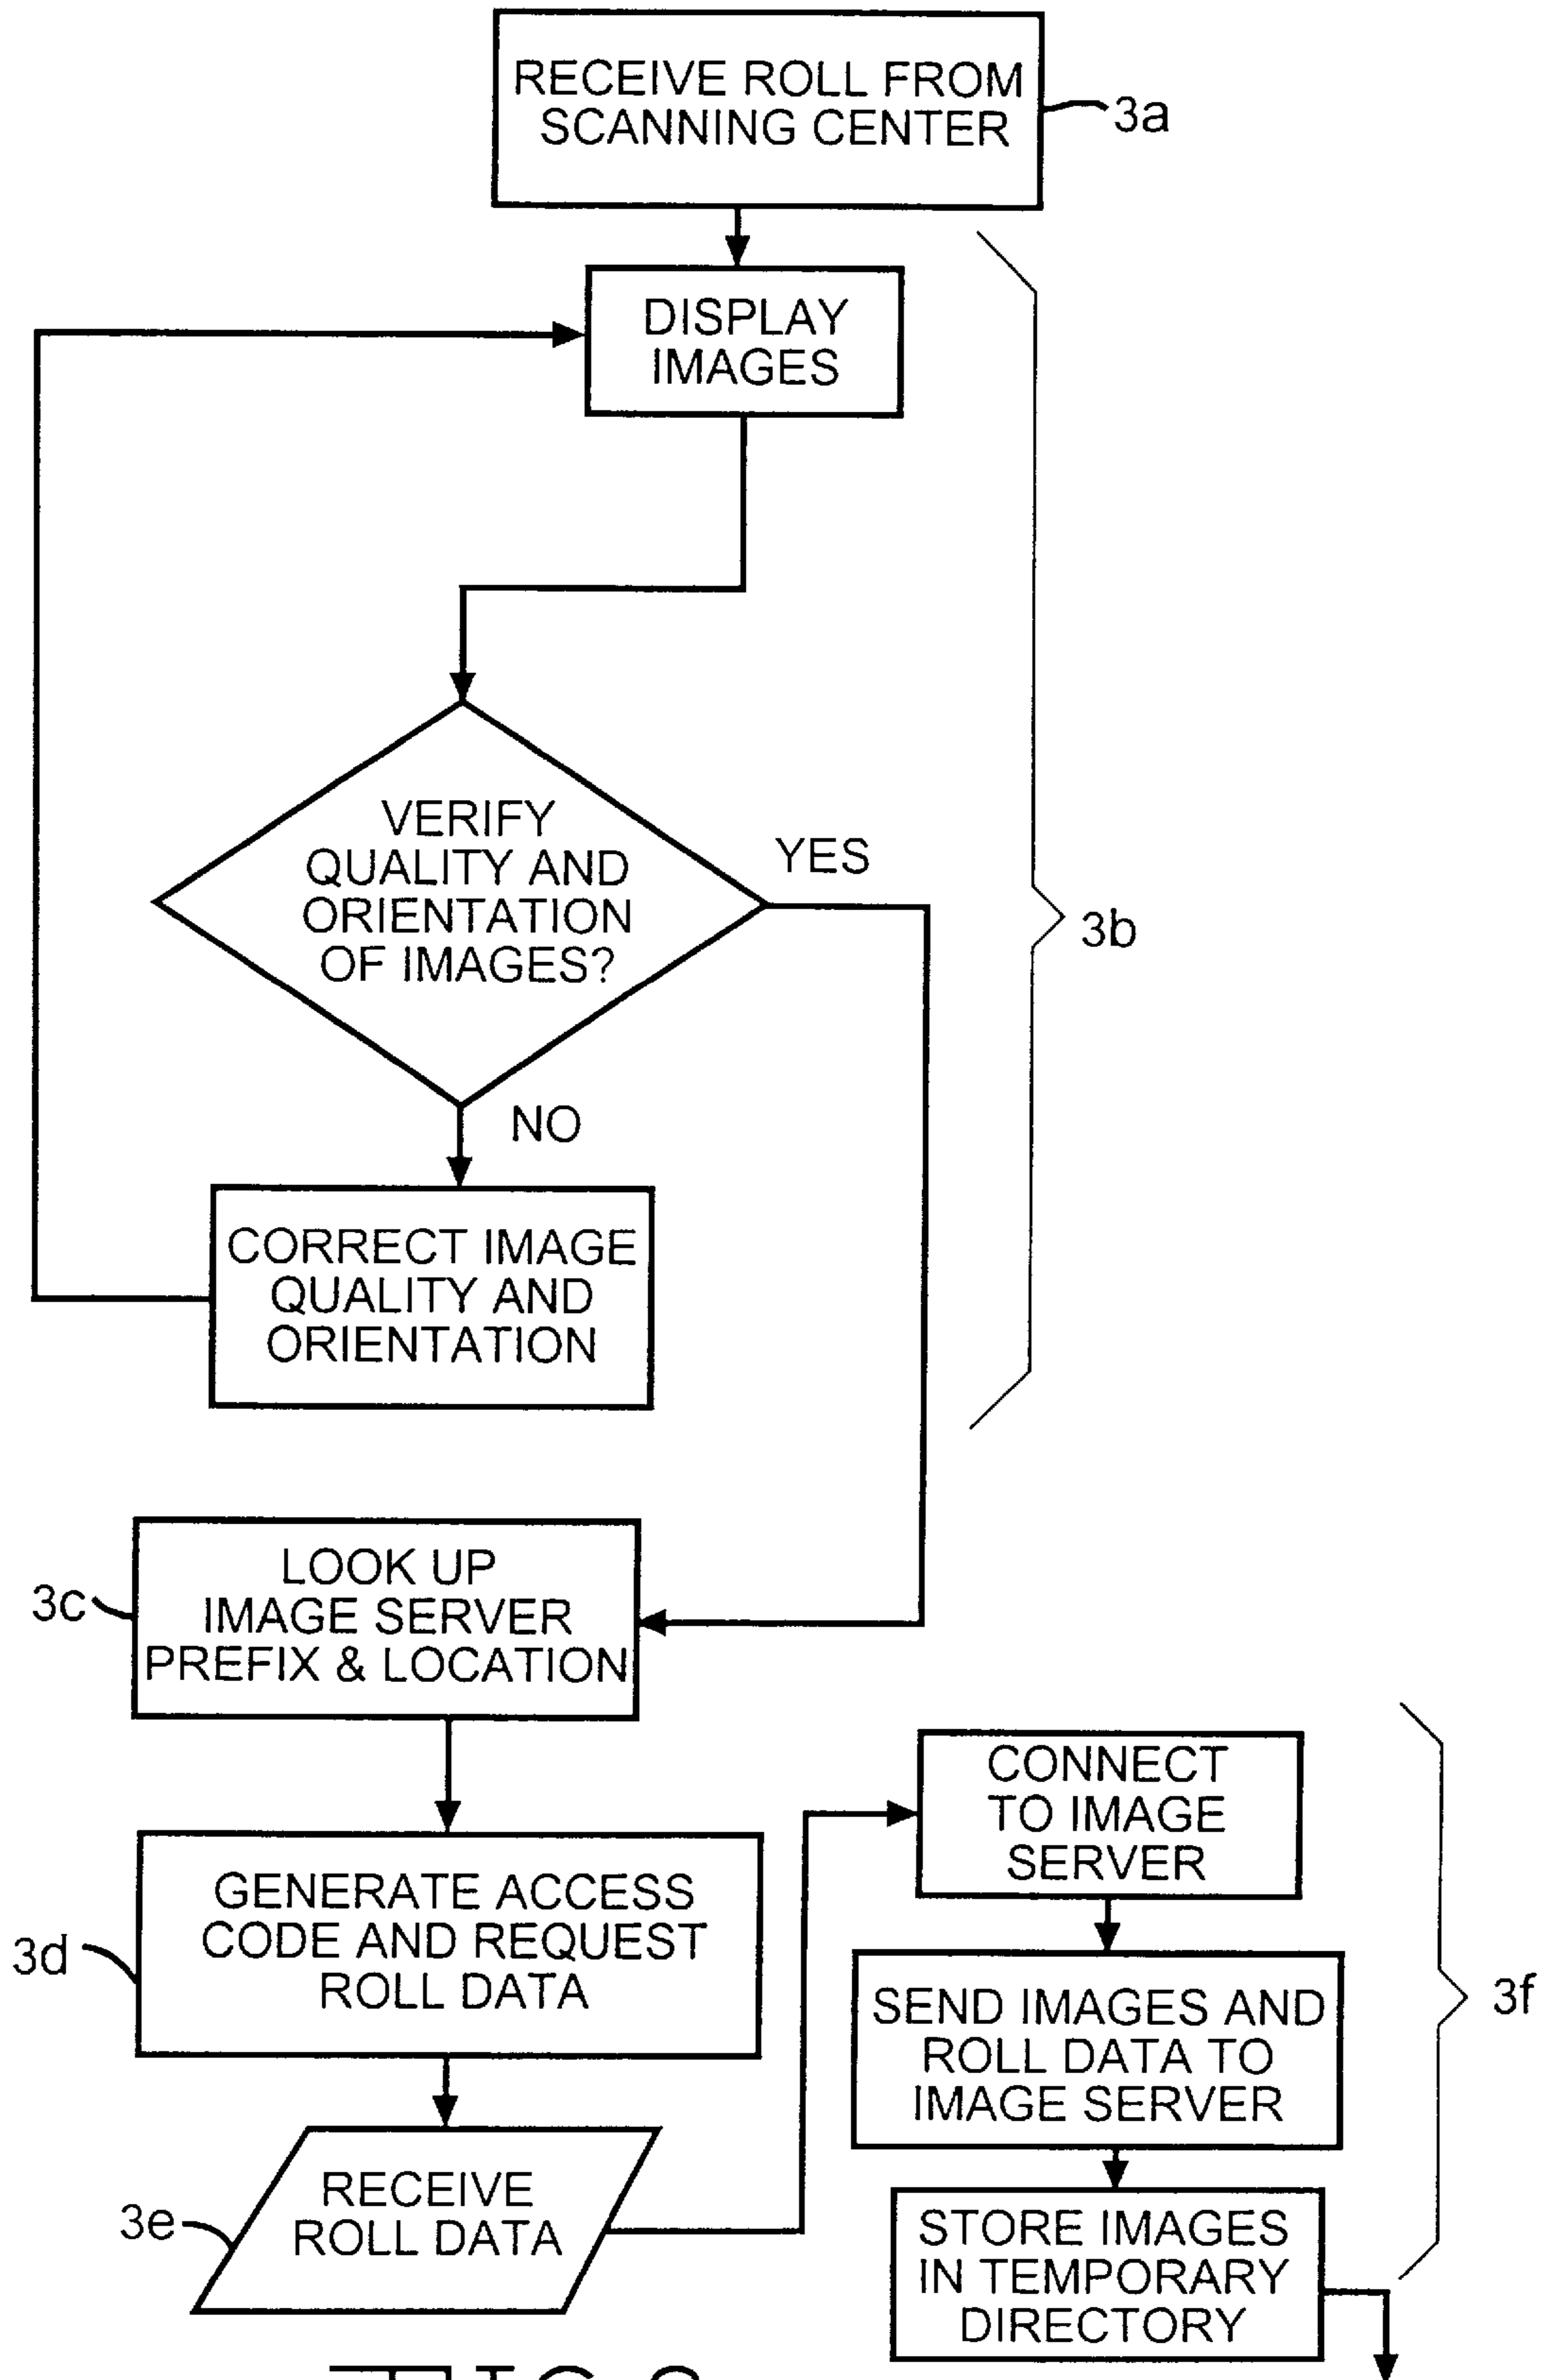 RECEIVE ROLL FROM
SCANNING CENTER
3a
DISPLAY
IMAGES
VERIFY
QUALITY AND
ORIENTATION
OF IMAGES?
YES
3b
NO
CORRECT IMAGE
QUALITY AND
ORIENTATION
LOOK UP
IMAGE SERVER
PREFIX & LOCATION
3c
GENERATE ACCESS
CODE AND REQUEST
ROLL DATA
3d
RECEIVE
ROLL DATA
3e
CONNECT
TO IMAGE
SERVER
SEND IMAGES AND
ROLL DATA TO
IMAGE SERVER
3f
STORE IMAGES
IN TEMPORARY
DIRECTORY